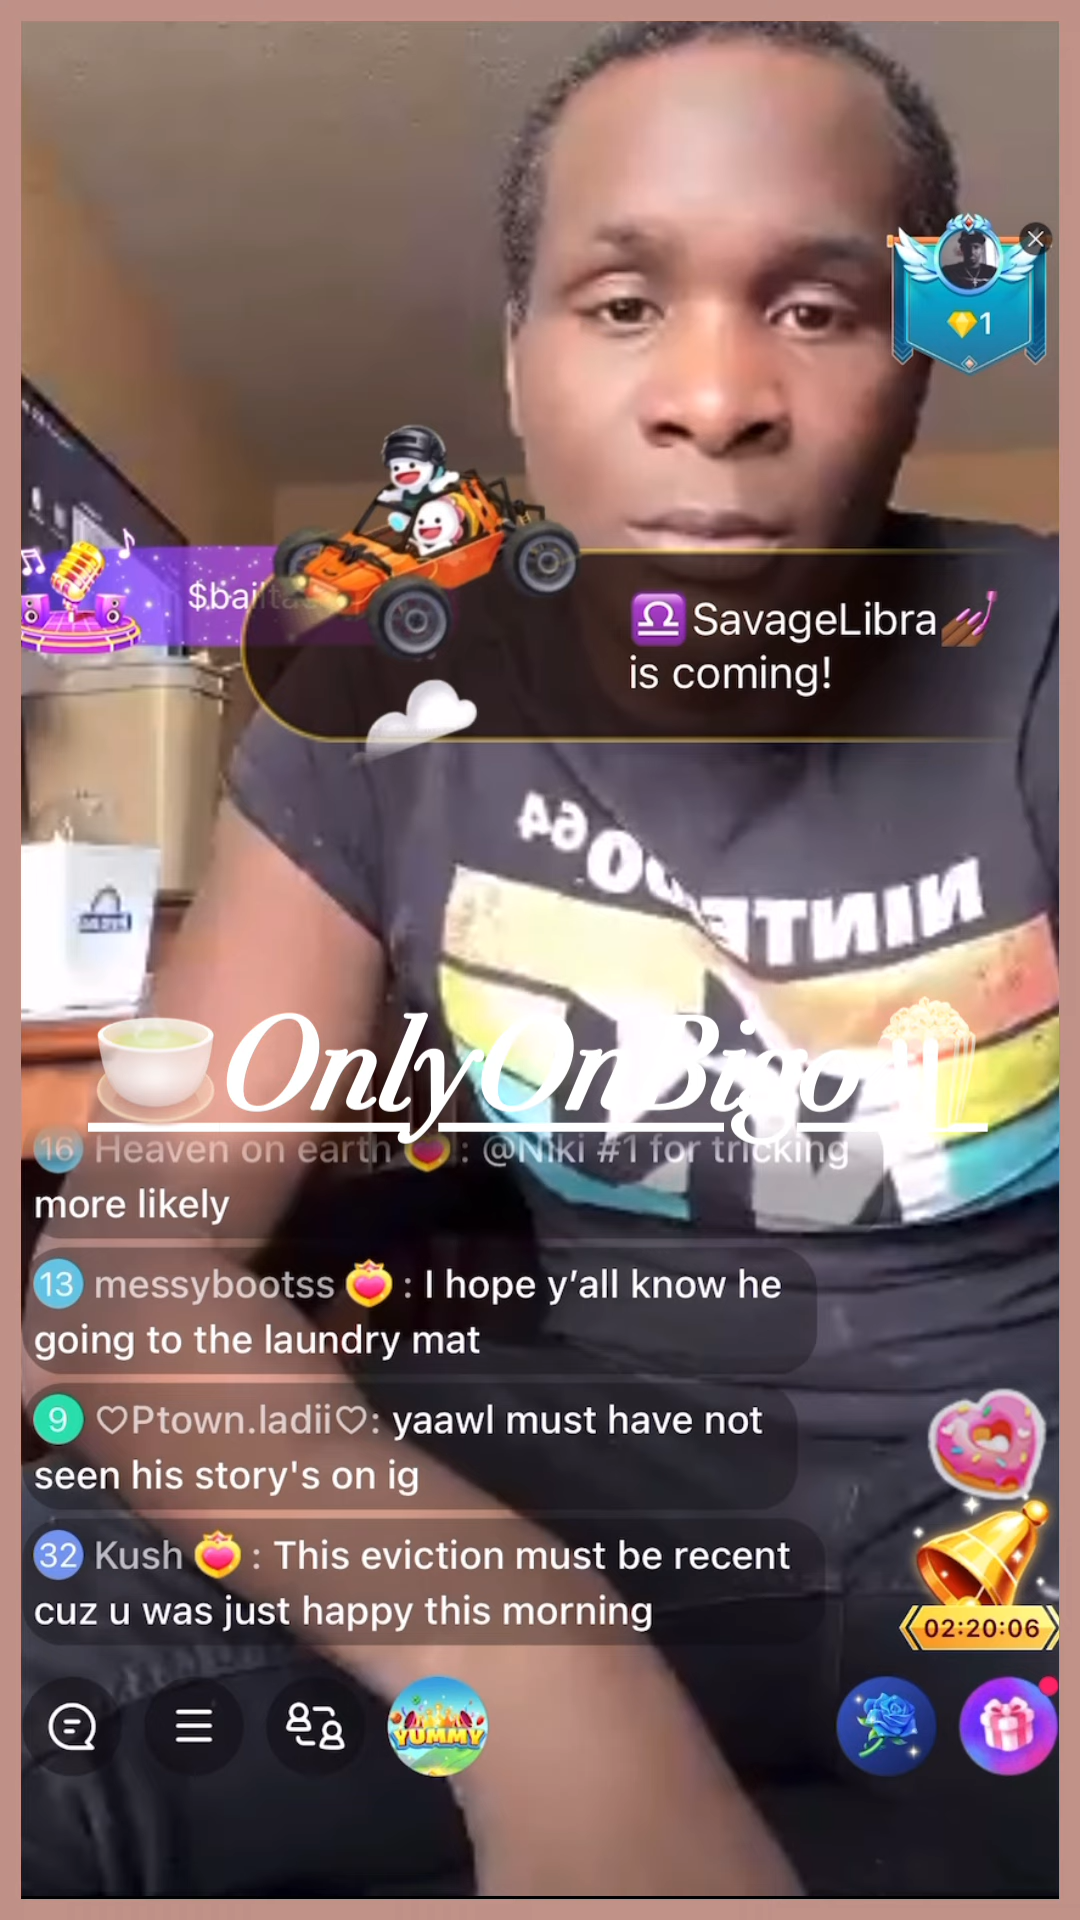 1
$bailta
♎SavageLibra💅🏾
is coming!
NINTENDO64
🍵OnlyOnBigo🍿
16 Heaven on earth : @Niki #1 for tricking
more likely
13 messybootss : I hope y’all know he
going to the laundry mat
9 ♡Ptown.ladii♡: yaawl must have not
seen his story's on ig
32 Kush : This eviction must be recent
cuz u was just happy this morning
02:20:06
YUMMY